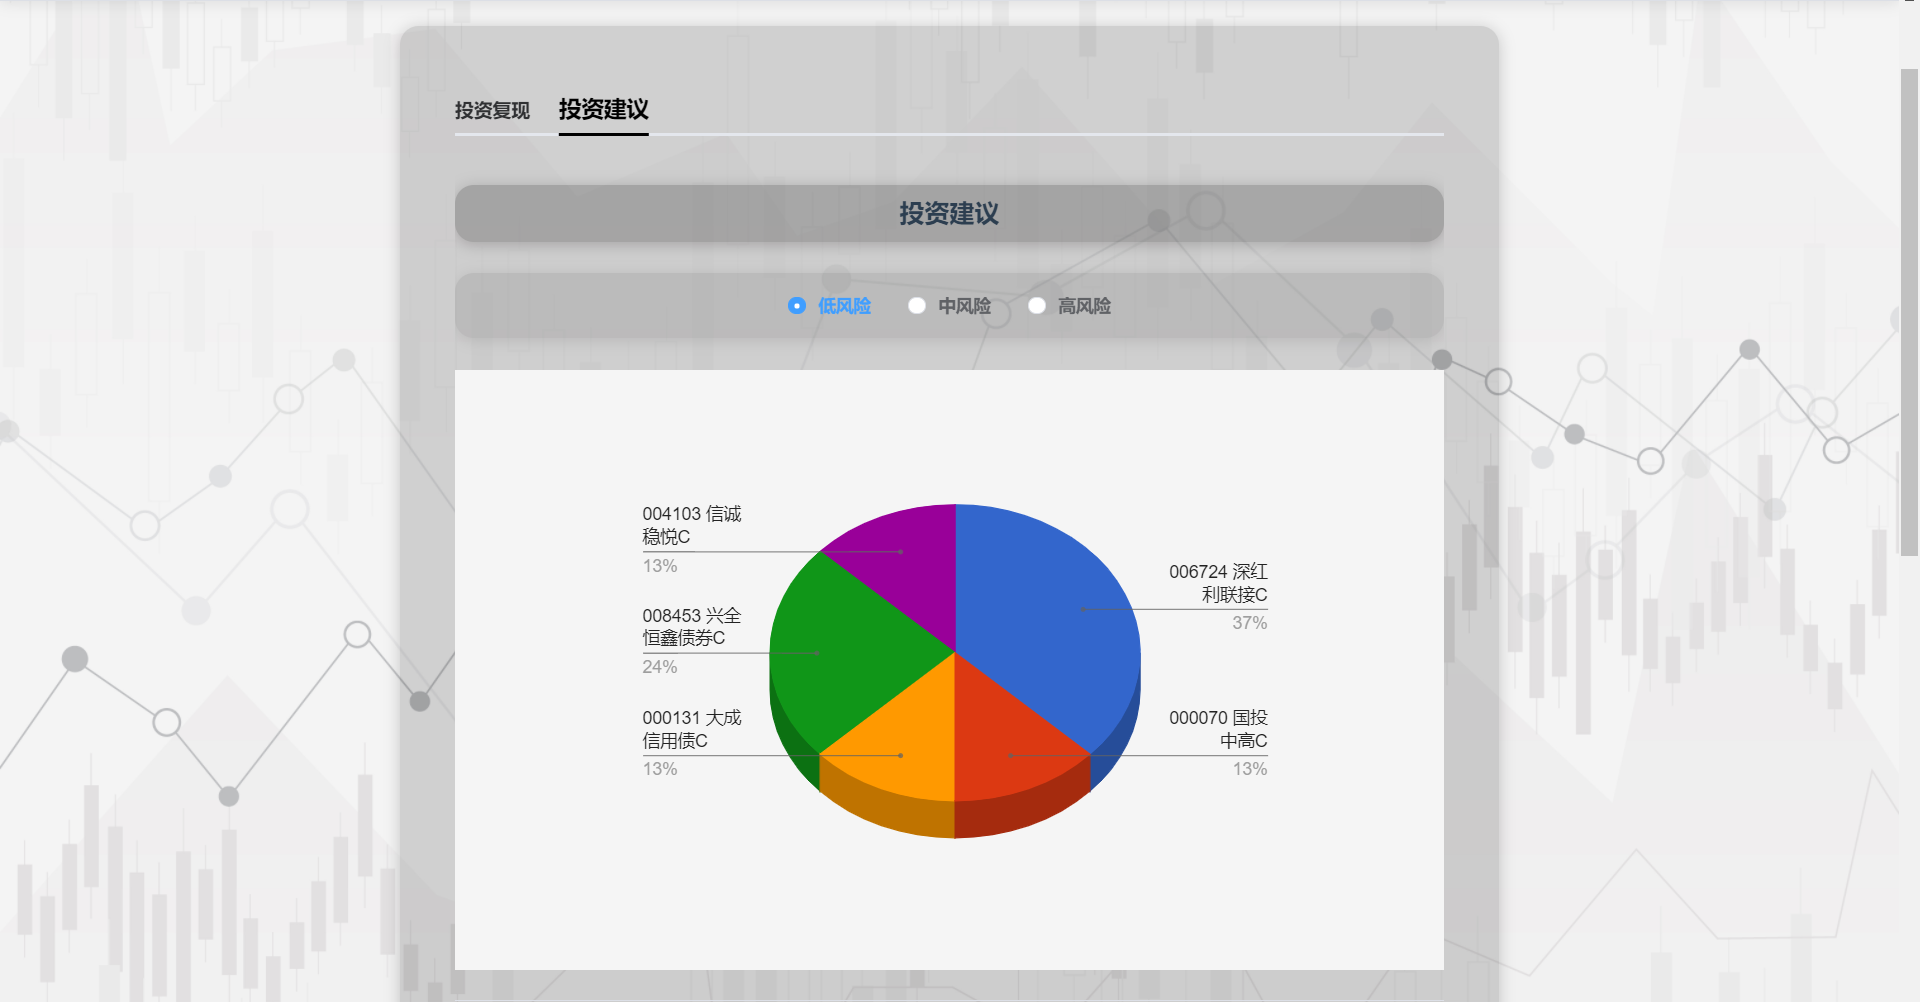 投资复现 投资建议
投资建议
低风险 中风险 高风险
004103 信诚
稳悦C
13%
008453 兴全
恒鑫债券C
24%
000131 大成
信用债C
13%
006724 深红
利联接C
37%
000070 国投
中高C
13%